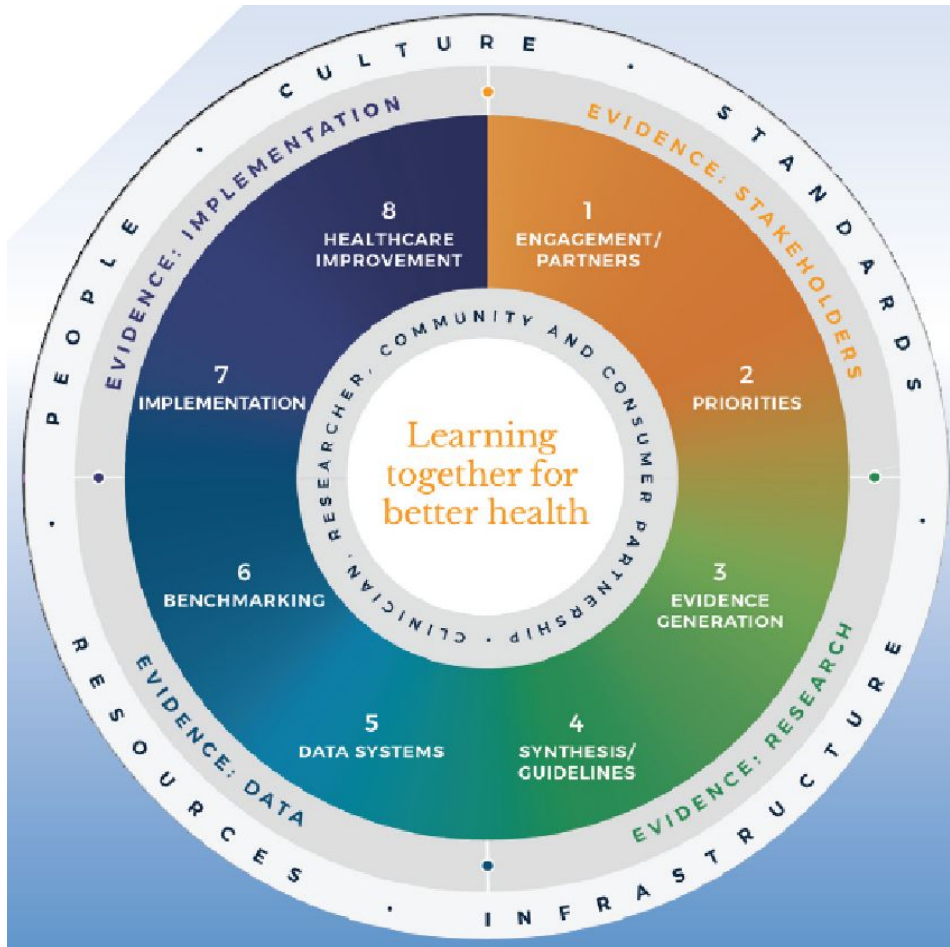 PEOPLE · CULTURE · STANDARDS · INFRASTRUCTURE · RESOURCES ·
EVIDENCE: STAKEHOLDERS
EVIDENCE: RESEARCH
EVIDENCE: DATA
EVIDENCE: IMPLEMENTATION
1
ENGAGEMENT/
PARTNERS
2
PRIORITIES
3
EVIDENCE
GENERATION
4
SYNTHESIS/
GUIDELINES
5
DATA SYSTEMS
6
BENCHMARKING
7
IMPLEMENTATION
8
HEALTHCARE
IMPROVEMENT
CLINICIAN, RESEARCHER, COMMUNITY AND CONSUMER PARTNERSHIP ·
Learning
together for
better health